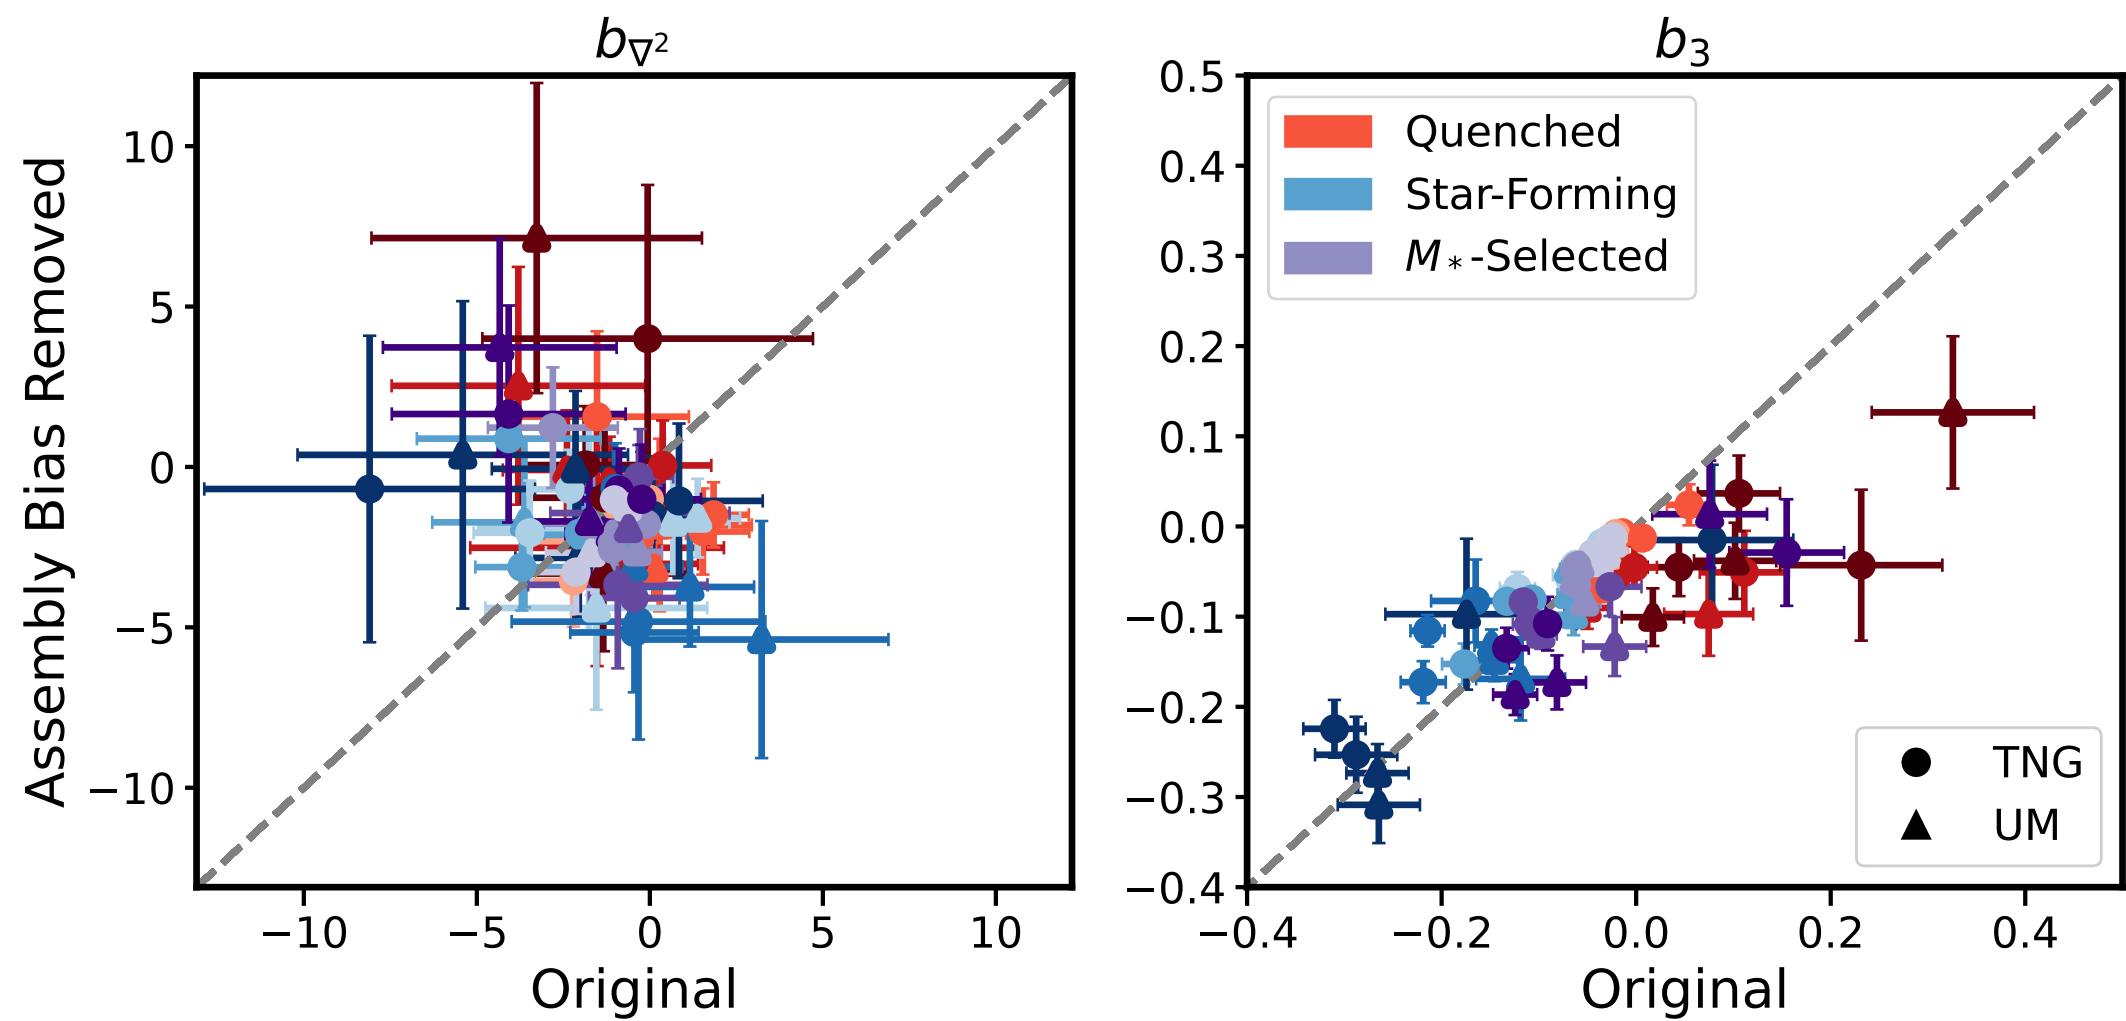 b∇²
Assembly Bias Removed
10
5
0
−5
−10
−10
−5
0
5
10
Original
b₃
0.5
0.4
0.3
0.2
0.1
0.0
−0.1
−0.2
−0.3
−0.4
−0.4
−0.2
0.0
0.2
0.4
Original
Quenched
Star-Forming
M*-Selected
TNG
UM